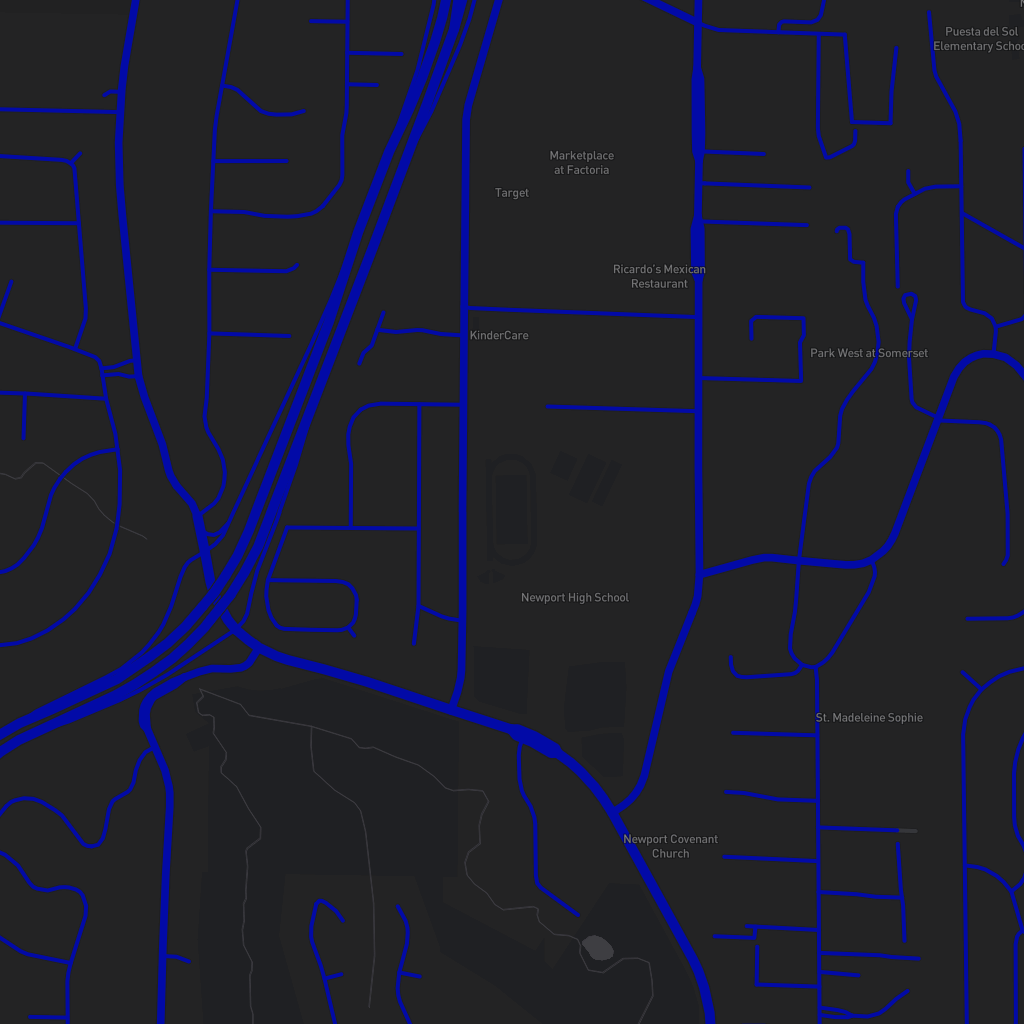 Puesta del Sol
Elementary Schoo
Marketplace
at Factoria
Target
Ricardo's Mexican
Restaurant
KinderCare
Park West at Somerset
Newport High School
St. Madeleine Sophie
Newport Covenant
Church